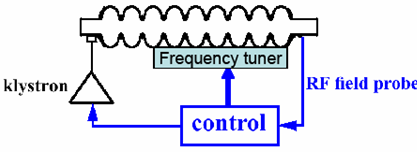 Frequency tuner
klystron
RF field probe
control